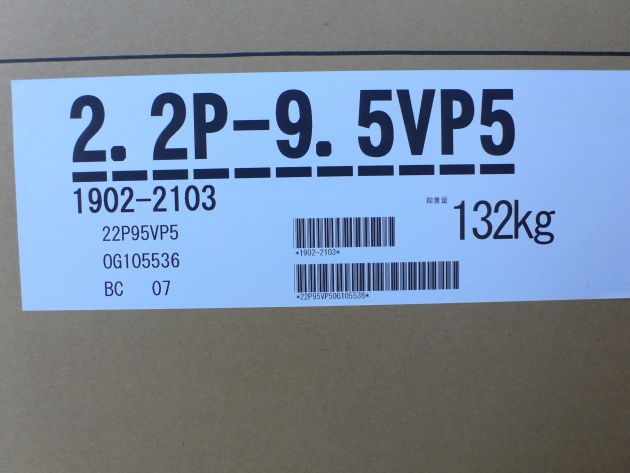 2.2P-9.5VP5
1902-2103
総重量
132kg
22P95VP5
0G105536
BC 07
*1902-2103*
*22P95VP50G105536*